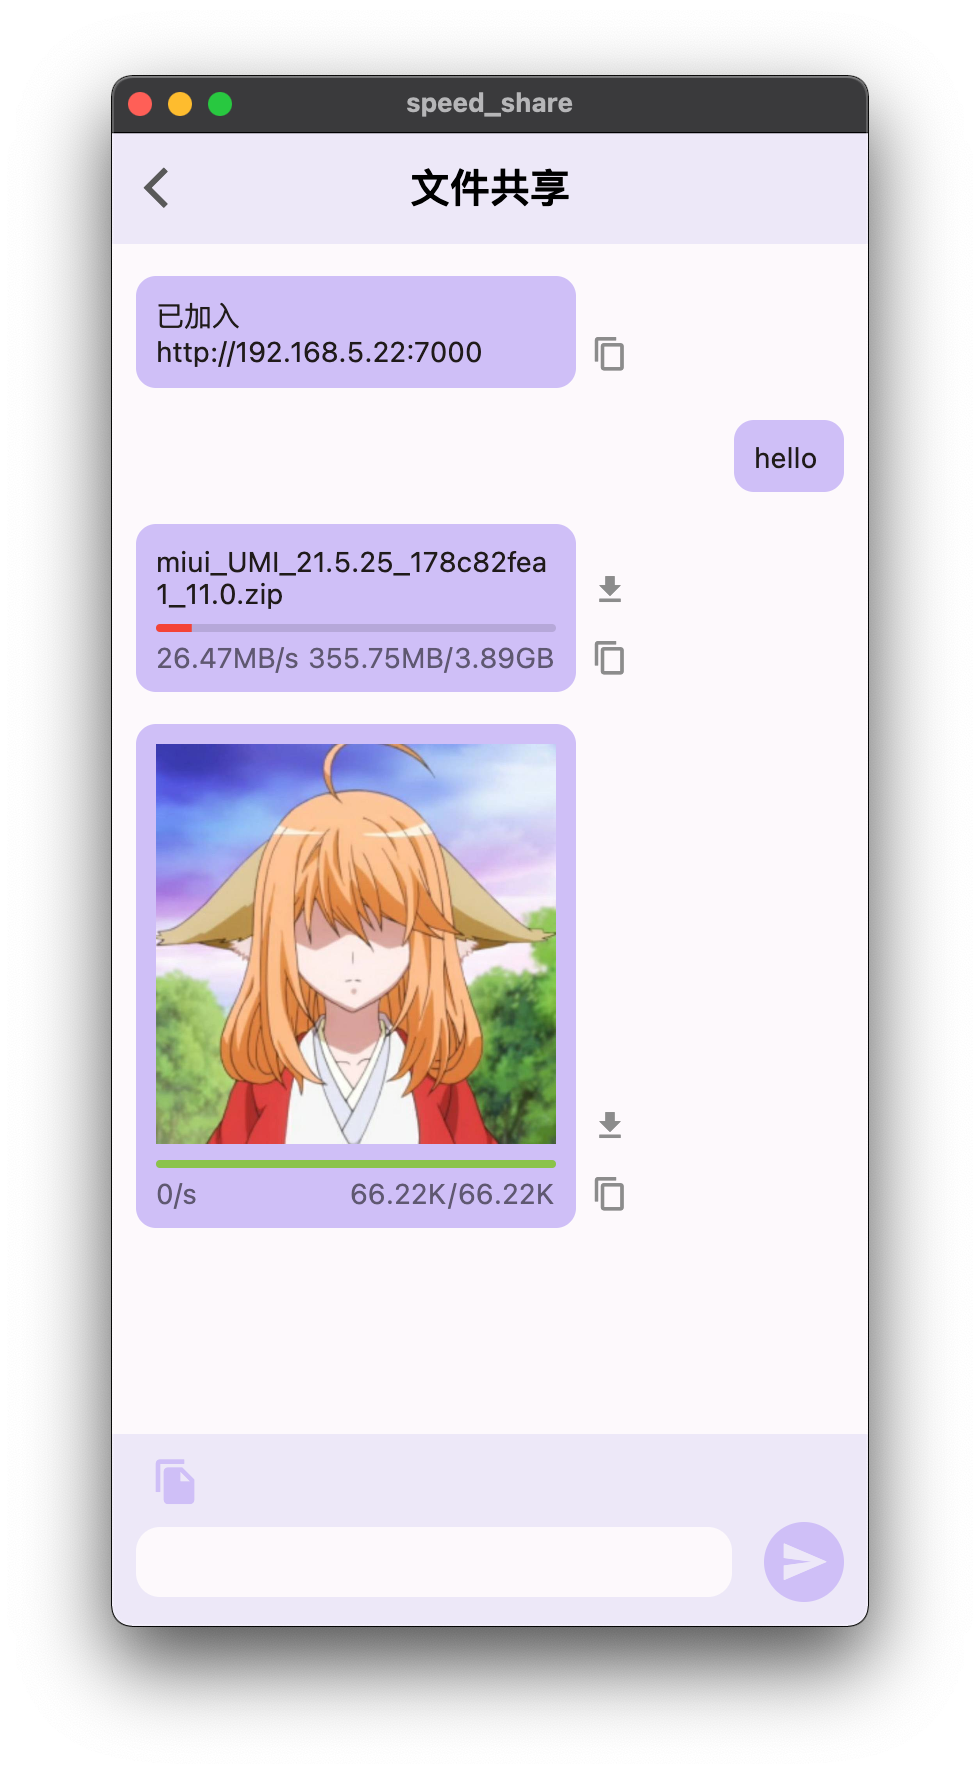 speed_share
文件共享
已加入
http://192.168.5.22:7000
hello
miui_UMI_21.5.25_178c82fea
1_11.0.zip
26.47MB/s 355.75MB/3.89GB
0/s 66.22K/66.22K